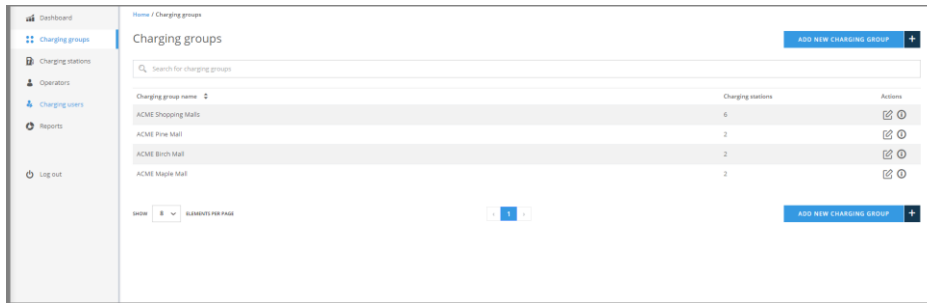 Dashboard
Charging groups
Charging stations
Operators
Charging users
Reports
Log out
Home / Charging groups
Charging groups
ADD NEW CHARGING GROUP +
Search for charging groups
Charging group name Charging stations Actions
ACME Shopping Malls 6
ACME Pine Mall 2
ACME Birch Mall 2
ACME Maple Mall 2
SHOW 8 ELEMENTS PER PAGE ‹ 1 › ADD NEW CHARGING GROUP +